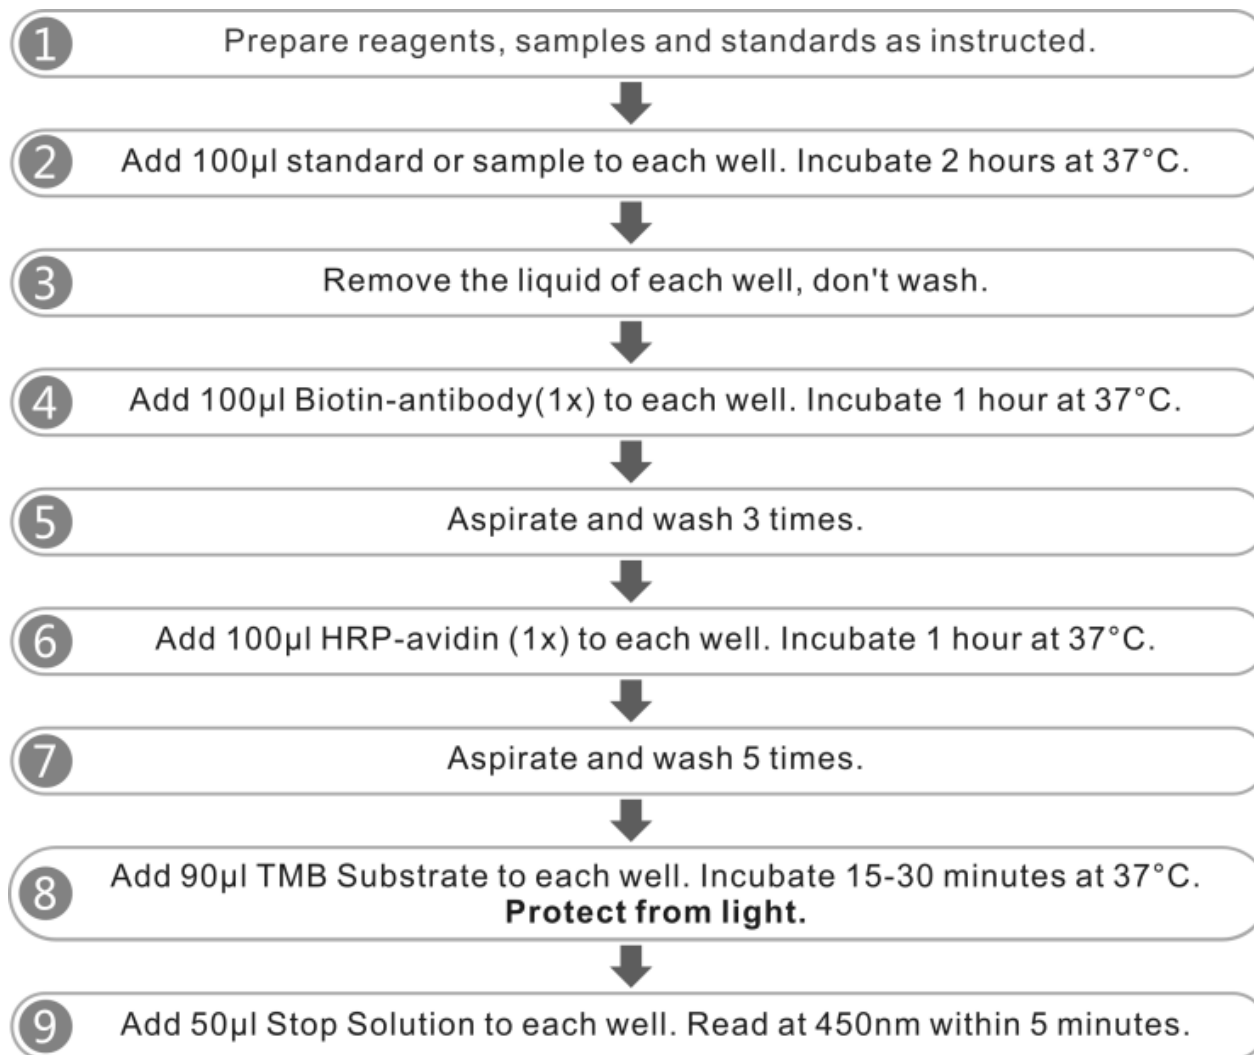 1 Prepare reagents, samples and standards as instructed.
2 Add 100µl standard or sample to each well. Incubate 2 hours at 37°C.
3 Remove the liquid of each well, don't wash.
4 Add 100µl Biotin-antibody(1x) to each well. Incubate 1 hour at 37°C.
5 Aspirate and wash 3 times.
6 Add 100µl HRP-avidin (1x) to each well. Incubate 1 hour at 37°C.
7 Aspirate and wash 5 times.
8 Add 90µl TMB Substrate to each well. Incubate 15-30 minutes at 37°C.
Protect from light.
9 Add 50µl Stop Solution to each well. Read at 450nm within 5 minutes.